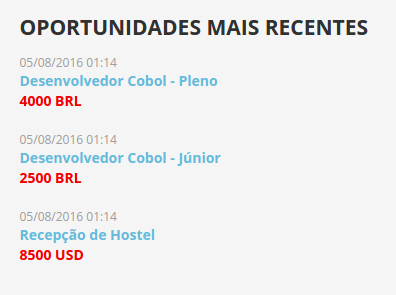 OPORTUNIDADES MAIS RECENTES
05/08/2016 01:14
Desenvolvedor Cobol - Pleno
4000 BRL
05/08/2016 01:14
Desenvolvedor Cobol - Júnior
2500 BRL
05/08/2016 01:14
Recepção de Hostel
8500 USD